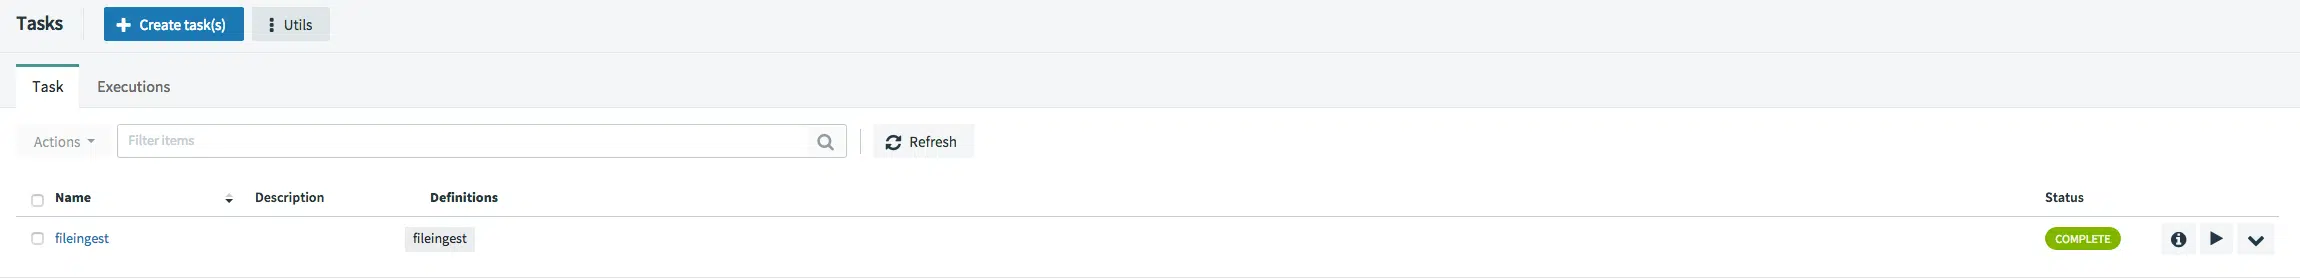 Tasks Create task(s) Utils
Task Executions
Actions Filter items Refresh
Name Description Definitions Status
fileingest fileingest COMPLETE